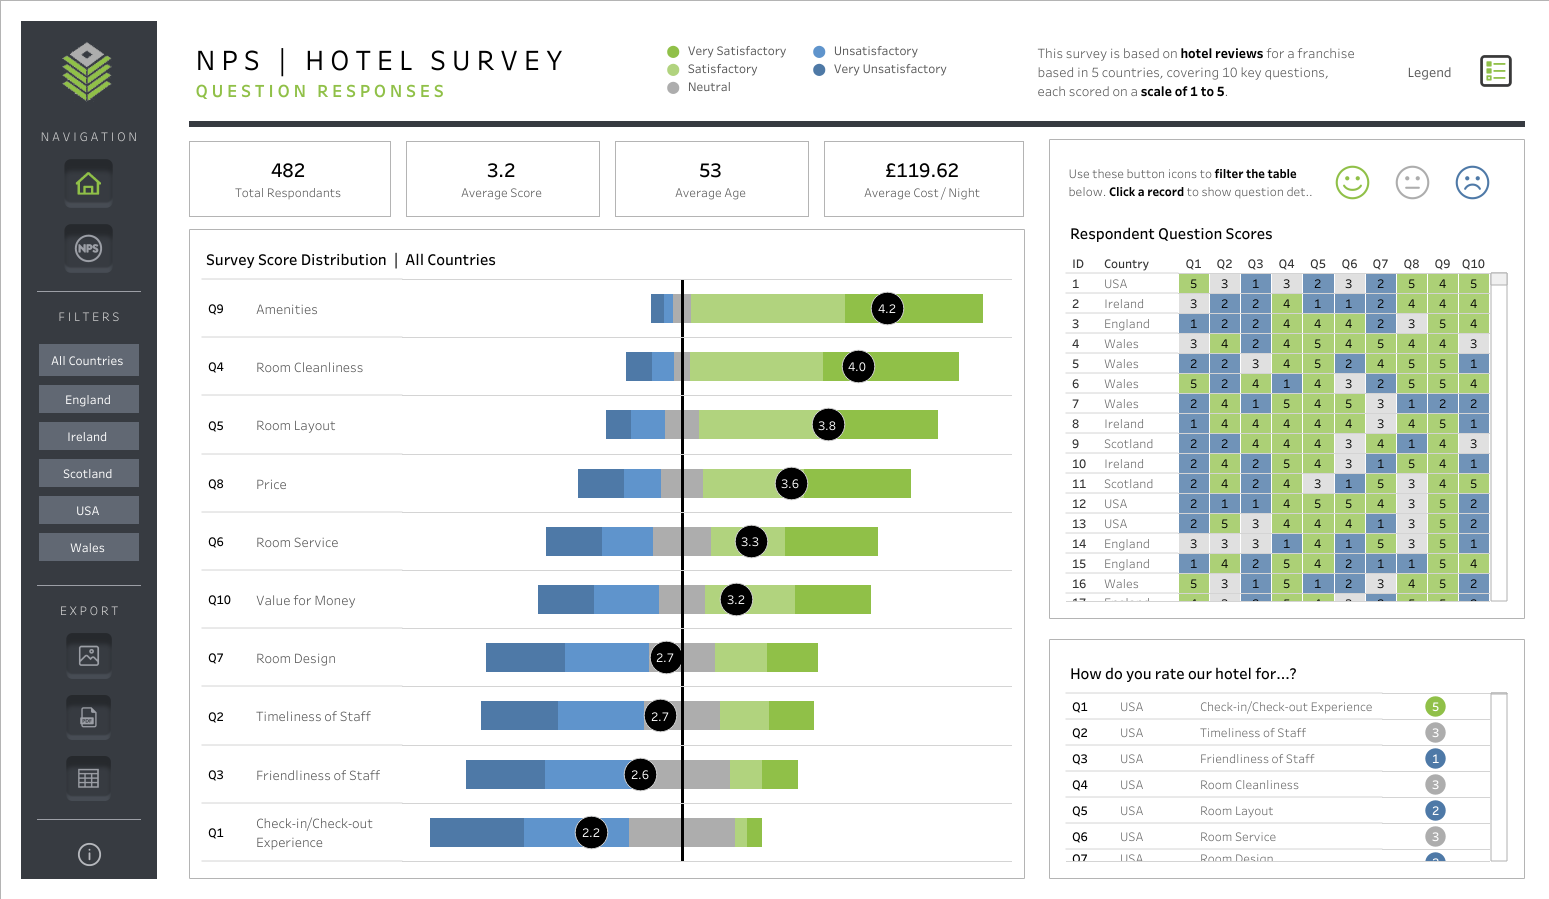 NAVIGATION
NPS
FILTERS
All Countries
England
Ireland
Scotland
USA
Wales
EXPORT
PDF
NPS | HOTEL SURVEY
QUESTION RESPONSES
Very Satisfactory
Satisfactory
Neutral
Unsatisfactory
Very Unsatisfactory
This survey is based on hotel reviews for a franchise
based in 5 countries, covering 10 key questions,
each scored on a scale of 1 to 5.
Legend
482
Total Respondants
3.2
Average Score
53
Average Age
£119.62
Average Cost / Night
Survey Score Distribution | All Countries
Q9 Amenities 4.2
Q4 Room Cleanliness 4.0
Q5 Room Layout 3.8
Q8 Price 3.6
Q6 Room Service 3.3
Q10 Value for Money 3.2
Q7 Room Design 2.7
Q2 Timeliness of Staff 2.7
Q3 Friendliness of Staff 2.6
Q1 Check-in/Check-out
Experience 2.2
Use these button icons to filter the table
below. Click a record to show question det..
Respondent Question Scores
ID Country Q1 Q2 Q3 Q4 Q5 Q6 Q7 Q8 Q9 Q10
1 USA 5 3 1 3 2 3 2 5 4 5
2 Ireland 3 2 2 4 1 1 2 4 4 4
3 England 1 2 2 4 4 4 2 3 5 4
4 Wales 3 4 2 4 5 4 5 4 4 3
5 Wales 2 2 3 4 5 2 4 5 5 1
6 Wales 5 2 4 1 4 3 2 5 5 4
7 Wales 2 4 1 5 4 5 3 1 2 2
8 Ireland 1 4 4 4 4 4 3 4 5 1
9 Scotland 2 2 4 4 4 3 4 1 4 3
10 Ireland 2 4 2 5 4 3 1 5 4 1
11 Scotland 2 4 2 4 3 1 5 3 4 5
12 USA 2 1 1 4 5 5 4 3 5 2
13 USA 2 5 3 4 4 4 1 3 5 2
14 England 3 3 3 1 4 1 5 3 5 1
15 England 1 4 2 5 4 2 1 1 5 4
16 Wales 5 3 1 5 1 2 3 4 5 2
17 England
How do you rate our hotel for...?
Q1 USA Check-in/Check-out Experience 5
Q2 USA Timeliness of Staff 3
Q3 USA Friendliness of Staff 1
Q4 USA Room Cleanliness 3
Q5 USA Room Layout 2
Q6 USA Room Service 3
Q7 USA Room Design 2